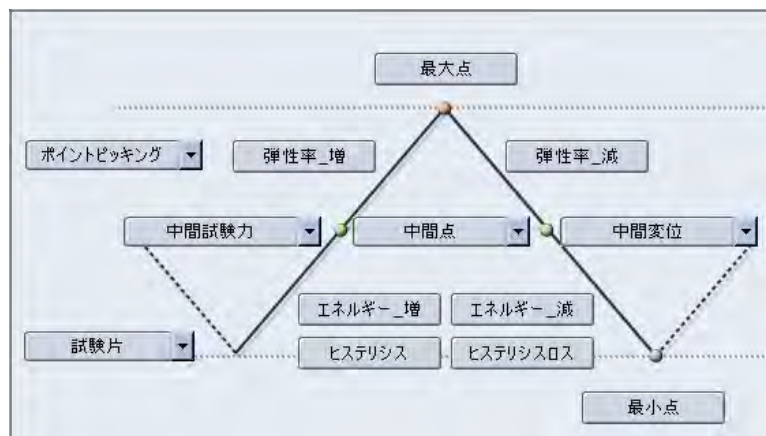 最大点
ポイントピッキング
弾性率_増
弾性率_減
中間試験力
中間点
中間変位
エネルギー_増
エネルギー_減
試験片
ヒステリシス
ヒステリシスロス
最小点